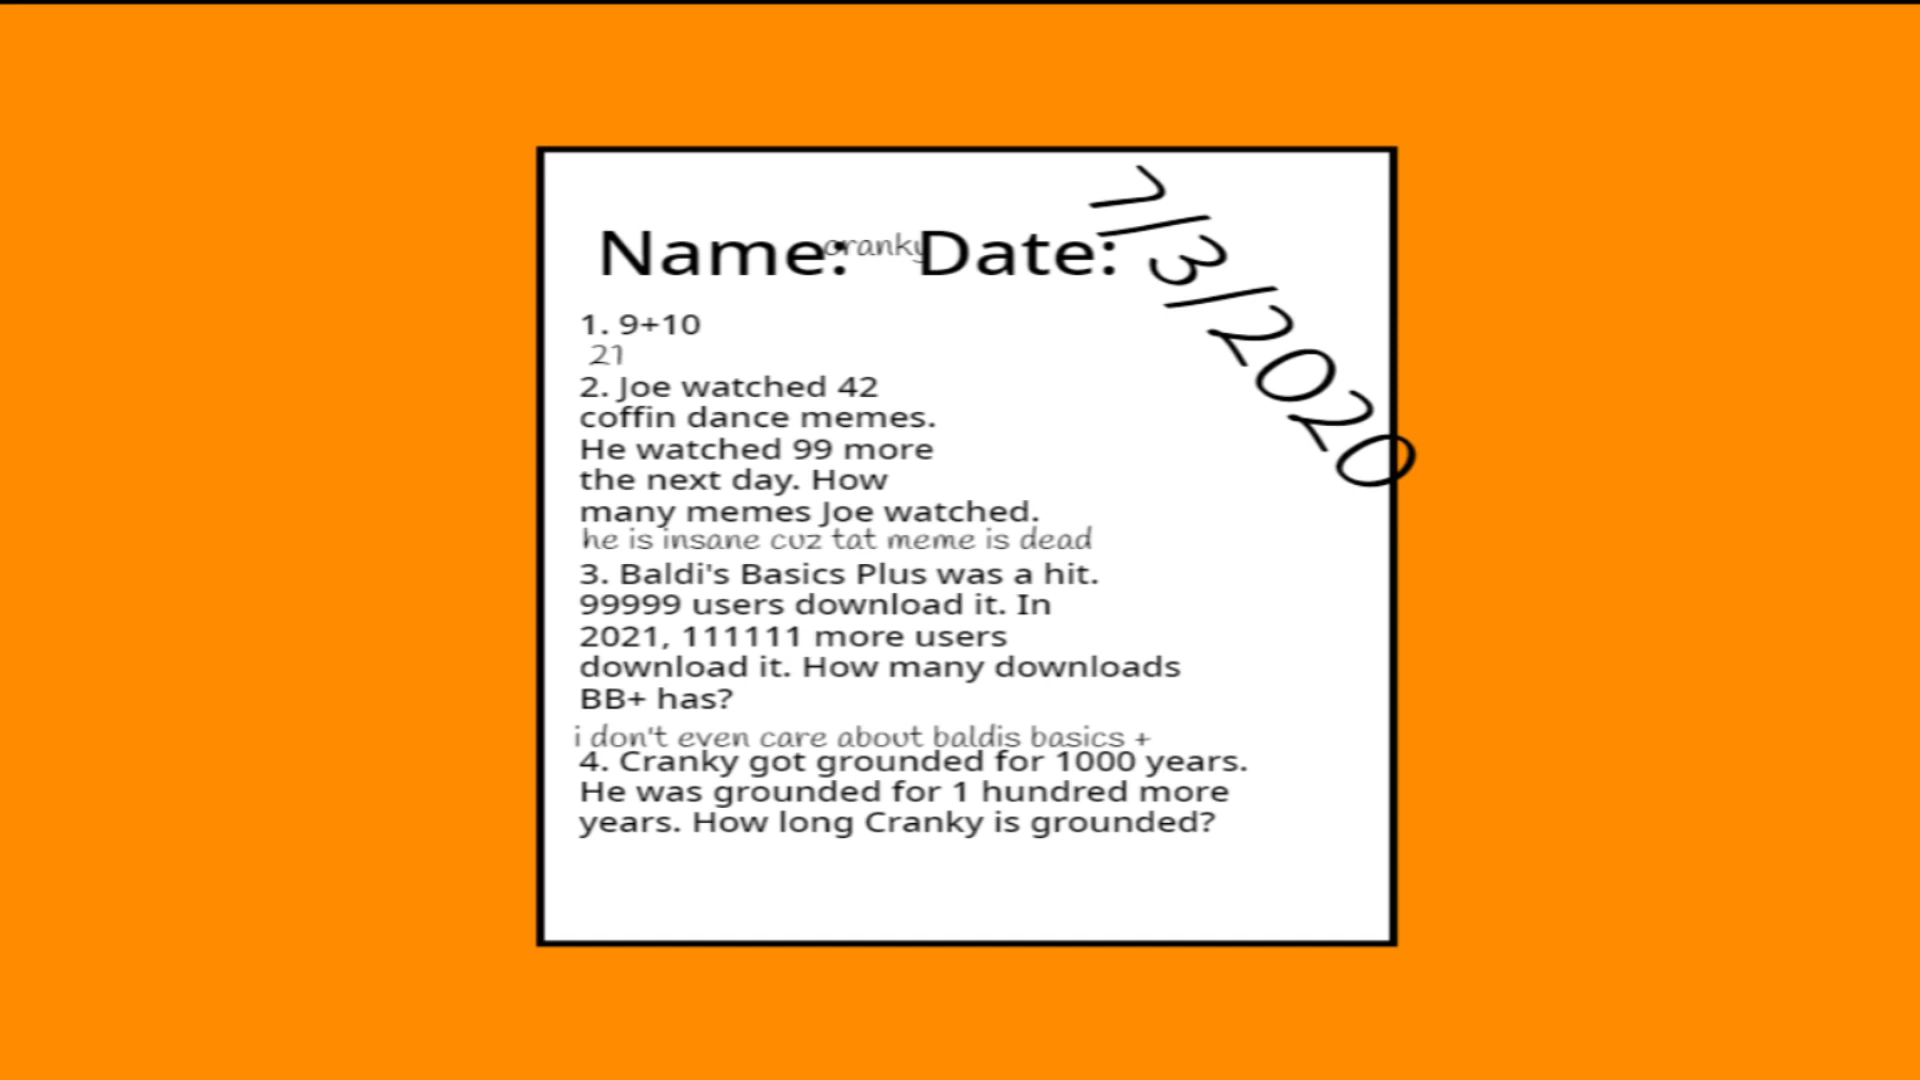 Name: cranky Date: 7/3/2020
1. 9+10
21
2. Joe watched 42
coffin dance memes.
He watched 99 more
the next day. How
many memes Joe watched.
he is insane cuz tat meme is dead
3. Baldi's Basics Plus was a hit.
99999 users download it. In
2021, 111111 more users
download it. How many downloads
BB+ has?
i don't even care about baldis basics +
4. Cranky got grounded for 1000 years.
He was grounded for 1 hundred more
years. How long Cranky is grounded?